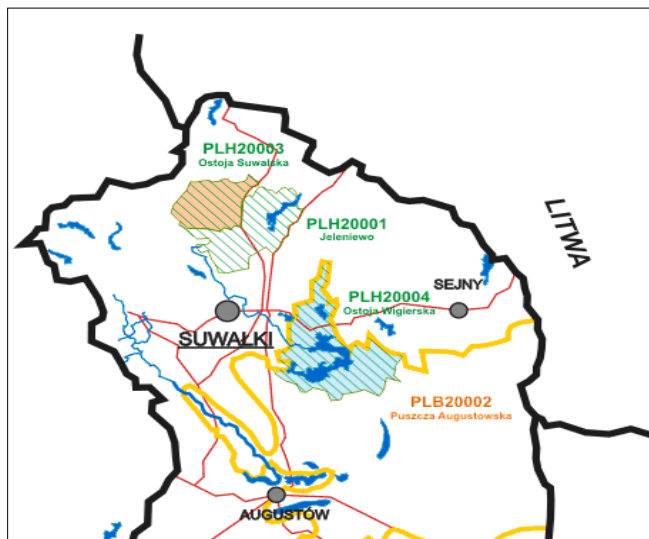 PLH20003
Ostoja Suwalska
PLH20001
Jeleniewo
LITWA
SEJNY
PLH20004
Ostoja Wigierska
SUWAŁKI
PLB20002
Puszcza Augustowska
AUGUSTÓW